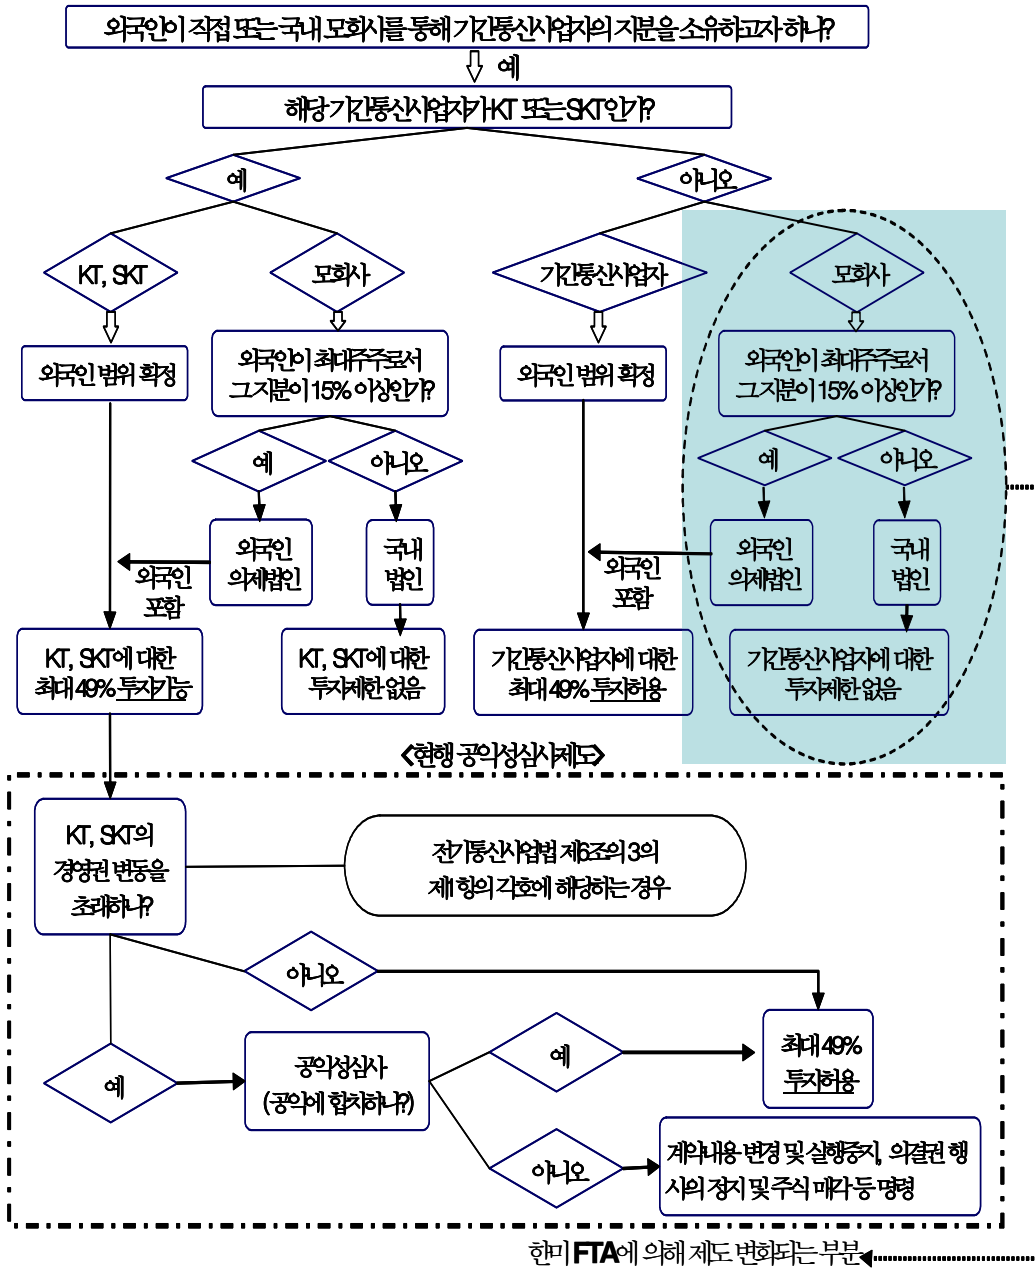 외국인이 직접 또는 국내 모회사를 통해 기간통신사업자의 지분을 소유하고자 하나?
예
해당 기간통신사업자가 KT 또는 SKT인가?
예
아니오
KT, SKT
모회사
기간통신사업자
모회사
외국인 범위 확정
외국인이 최대주주로서
그 지분이 15% 이상인가?
외국인 범위 확정
외국인이 최대주주로서
그 지분이 15% 이상인가?
예
아니오
예
아니오
외국인
의제법인
국내
법인
외국인
의제법인
국내
법인
외국인
포함
외국인
포함
KT, SKT에 대한
최대 49% 투자가능
KT, SKT에 대한
투자제한 없음
기간통신사업자에 대한
최대 49% 투자허용
기간통신사업자에 대한
투자제한 없음
<현행 공익성심사제도>
KT, SKT의
경영권 변동을
초래하나?
전기통신사업법 제6조의 3의
제1항의 각호에 해당하는 경우
아니오
예
공익성심사
(공익에 합치하나?)
예
최대 49%
투자허용
아니오
계약내용 변경 및 실행중지, 의결권 행
사의 정지 및 주식 매각 등 명령
한미 FTA에 의해 제도 변화되는 부분